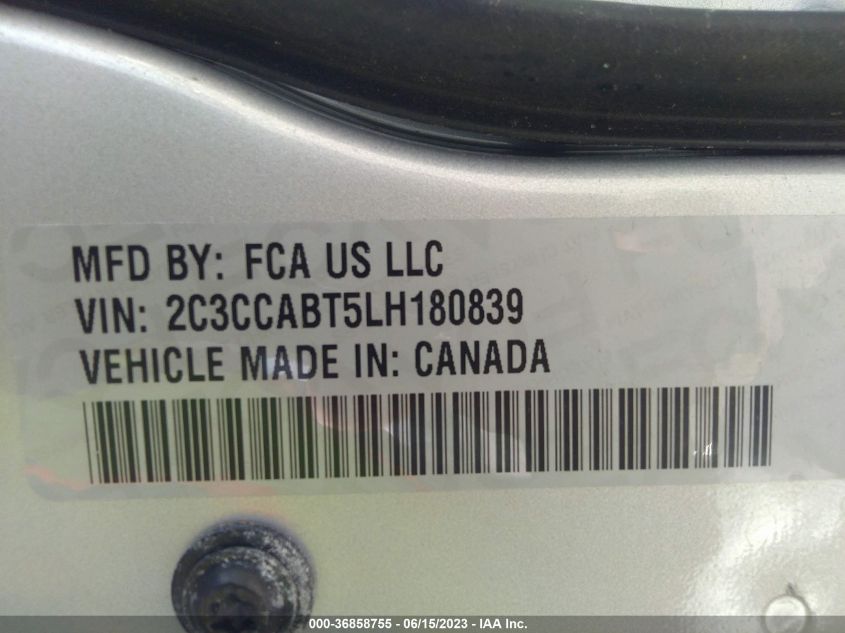 MFD BY: FCA US LLC
VIN: 2C3CCABT5LH180839
VEHICLE MADE IN: CANADA
000-36858755 - 06/15/2023 - IAA Inc.